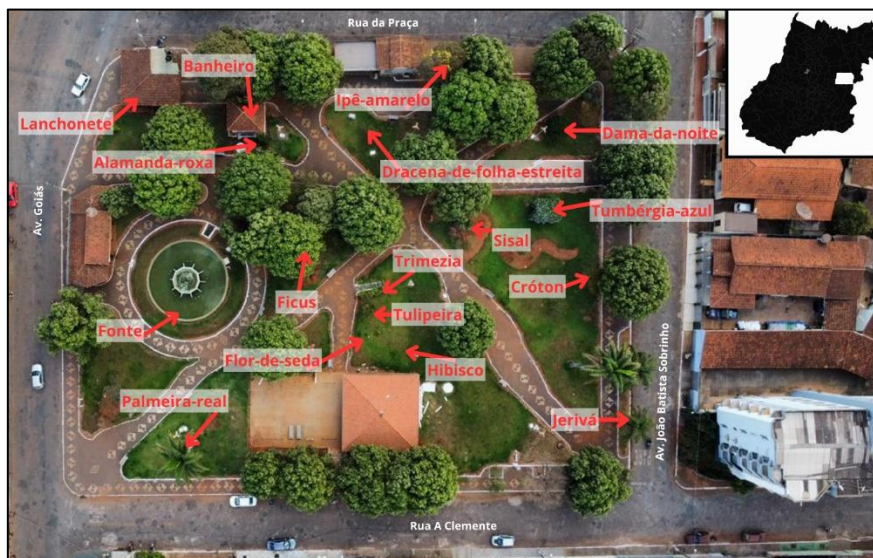 Rua da Praça
Banheiro
Ipê-amarelo
Lanchonete
Dama-da-noite
Alamanda-roxa
Dracena-de-folha-estreita
Tumbérgia-azul
Av. Goiás
Sisal
Trimezia
Cróton
Ficus
Tulipeira
Fonte
Flor-de-seda
Hibisco
Palmeira-real
Jerivá
Av. João Batista Sobrinho
Rua A Clemente